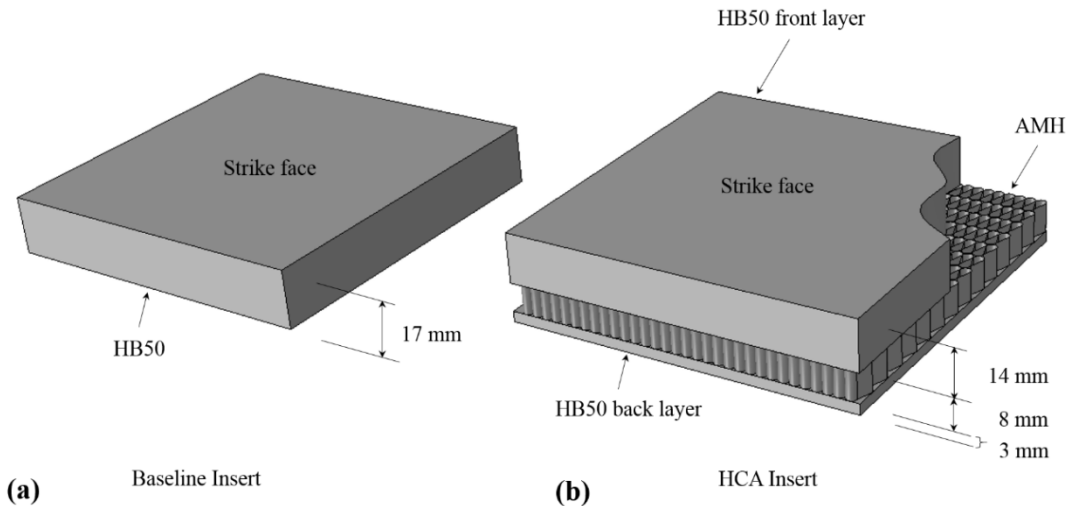 HB50 front layer
AMH
Strike face
Strike face
17 mm
HB50
14 mm
HB50 back layer
8 mm
3 mm
(a)
Baseline Insert
(b)
HCA Insert